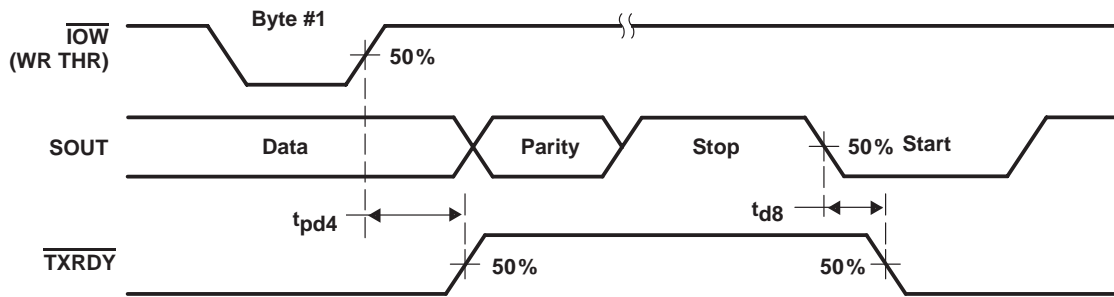 Byte #1
IOW
(WR THR)
50%
SOUT
Data
Parity
Stop
50%
Start
tpd4
td8
TXRDY
50%
50%